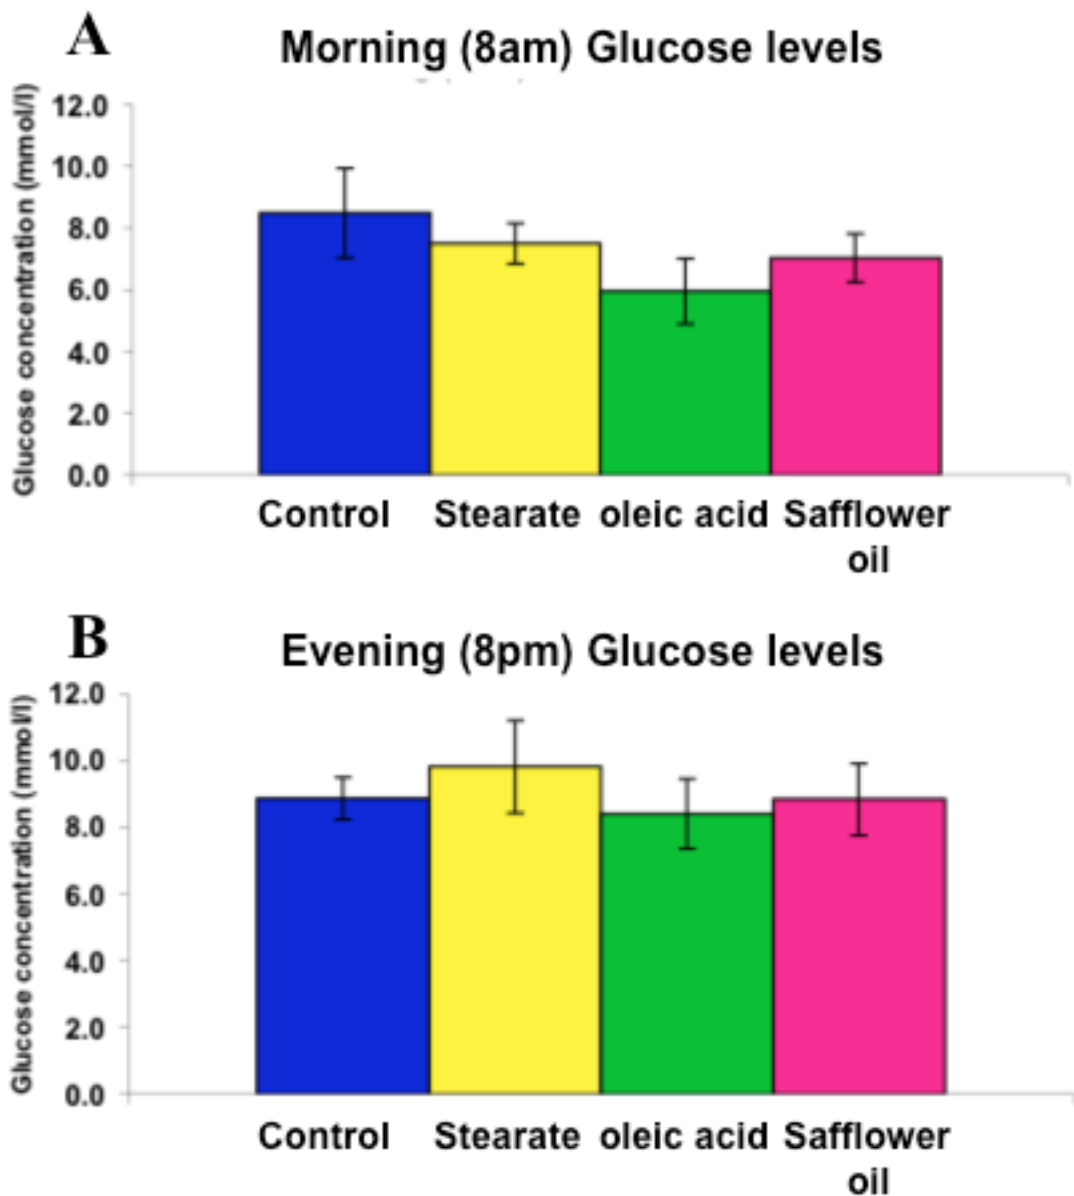 A
Morning (8am) Glucose levels
Glucose concentration (mmol/l)
12.0
10.0
8.0
6.0
4.0
2.0
0.0
Control Stearate oleic acid Safflower
oil
B
Evening (8pm) Glucose levels
Glucose concentration (mmol/l)
12.0
10.0
8.0
6.0
4.0
2.0
0.0
Control Stearate oleic acid Safflower
oil